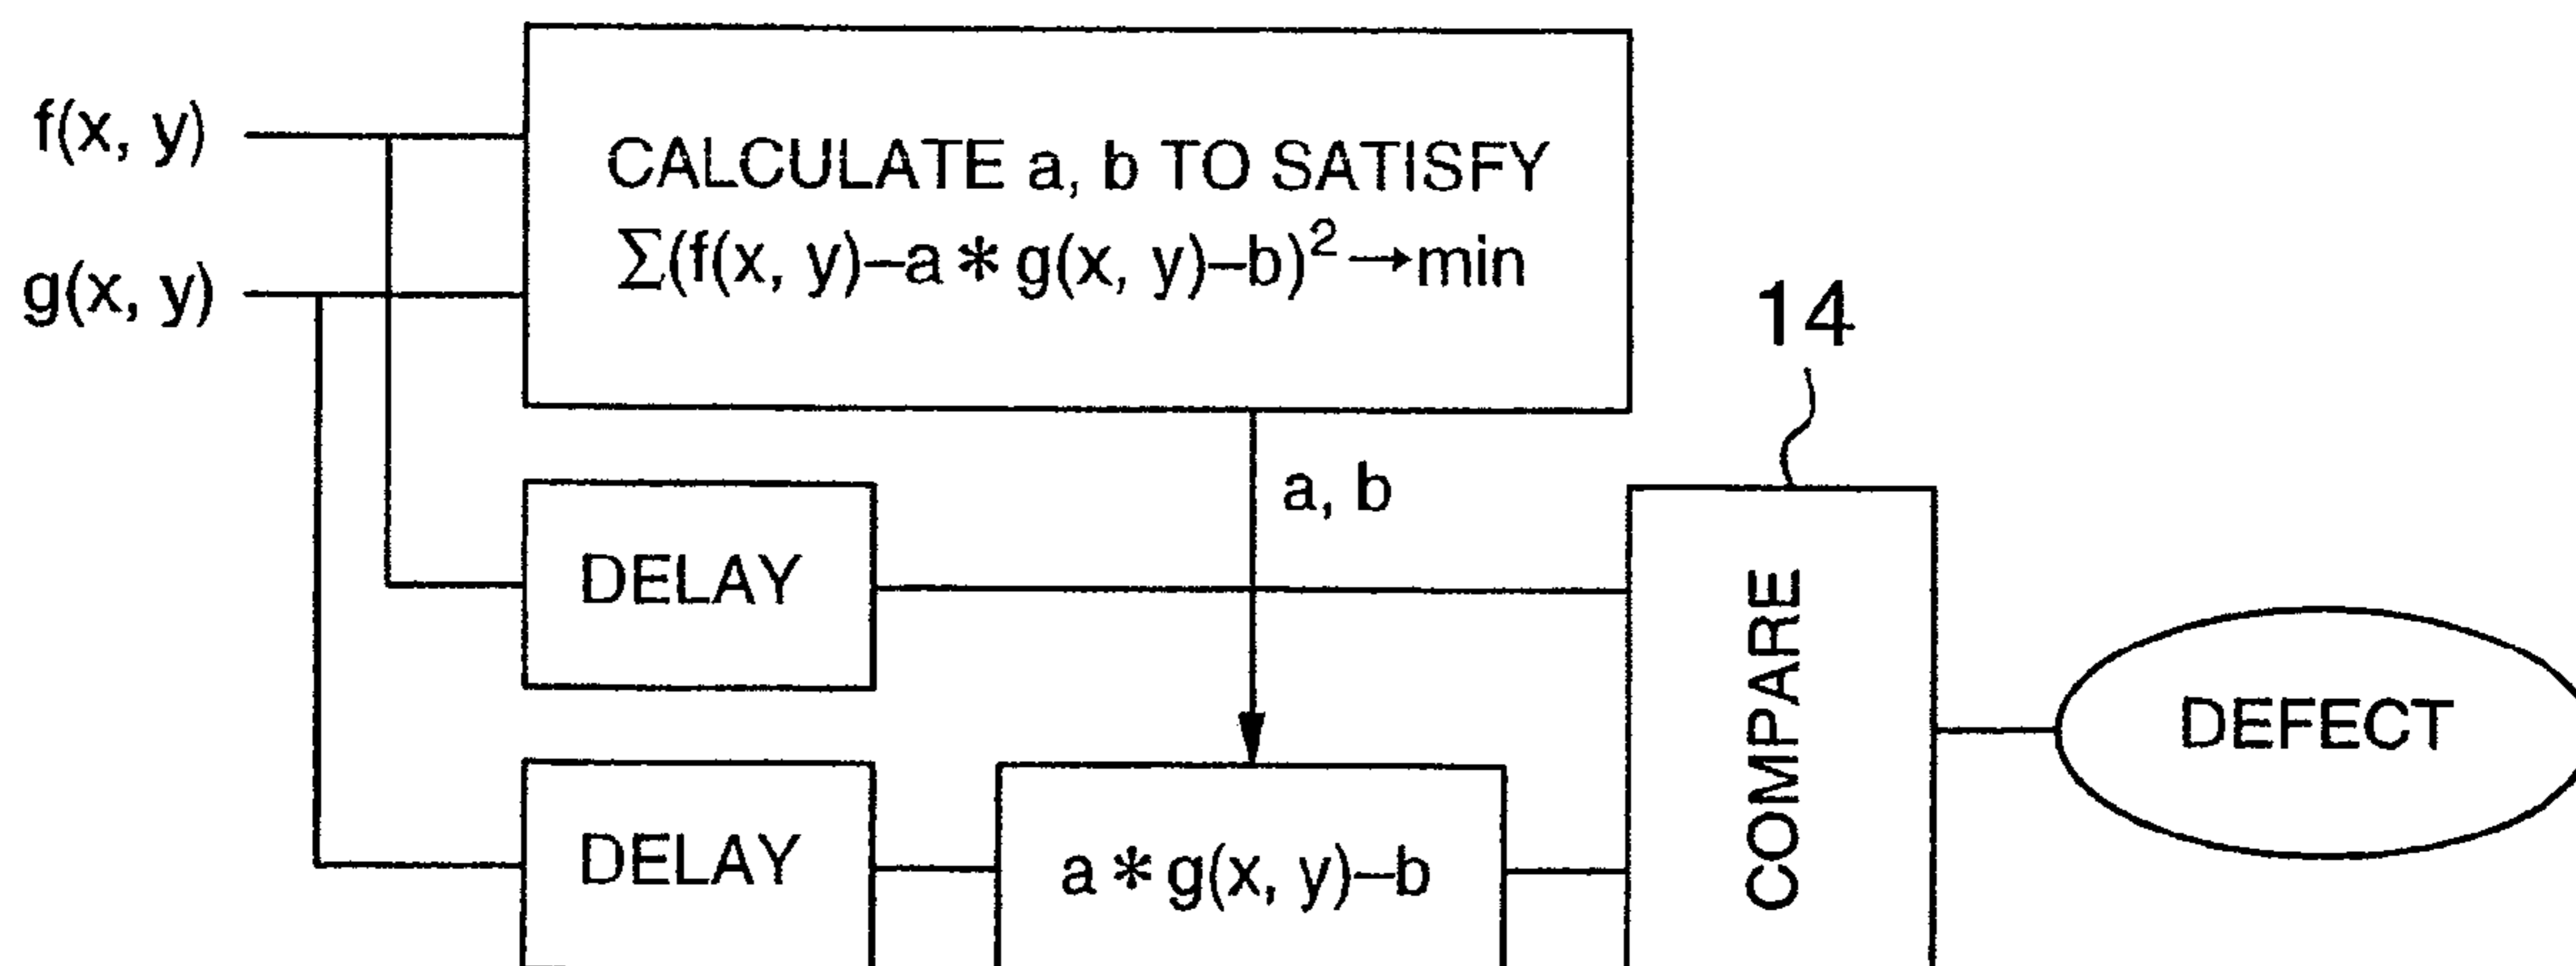 f(x, y)
CALCULATE a, b TO SATISFY
Σ(f(x, y)–a * g(x, y)–b)²→min
g(x, y)
14
a, b
DELAY
COMPARE
DEFECT
DELAY
a * g(x, y)–b